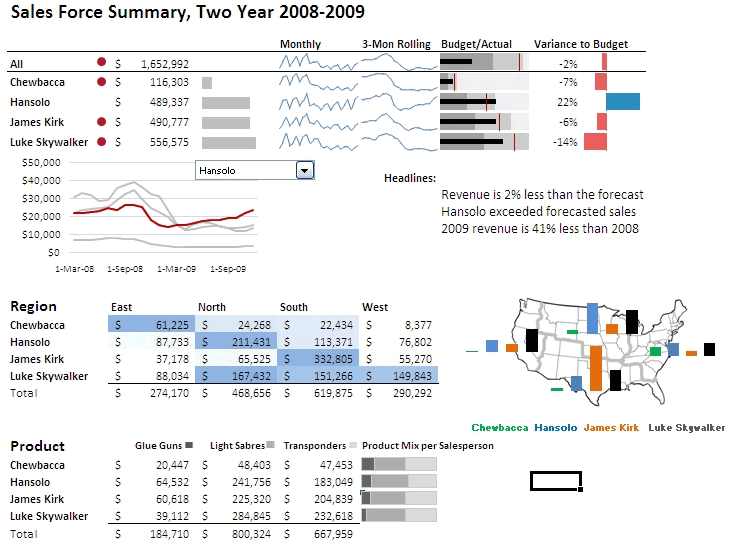 Sales Force Summary, Two Year 2008-2009
Monthly 3-Mon Rolling Budget/Actual Variance to Budget
All $ 1,652,992 -2%
Chewbacca $ 116,303 -7%
Hansolo $ 489,337 22%
James Kirk $ 490,777 -6%
Luke Skywalker $ 556,575 -14%
$50,000
$40,000
$30,000
$20,000
$10,000
$0
1-Mar-08 1-Sep-08 1-Mar-09 1-Sep-09
Hansolo
Headlines:
Revenue is 2% less than the forecast
Hansolo exceeded forecasted sales
2009 revenue is 41% less than 2008
Region East North South West
Chewbacca $ 61,225 $ 24,268 $ 22,434 $ 8,377
Hansolo $ 87,733 $ 211,431 $ 113,371 $ 76,802
James Kirk $ 37,178 $ 65,525 $ 332,805 $ 55,270
Luke Skywalker $ 88,034 $ 167,432 $ 151,266 $ 149,843
Total $ 274,170 $ 468,656 $ 619,875 $ 290,292
Chewbacca Hansolo James Kirk Luke Skywalker
Product Glue Guns Light Sabres Transponders Product Mix per Salesperson
Chewbacca $ 20,447 $ 48,403 $ 47,453
Hansolo $ 64,532 $ 241,756 $ 183,049
James Kirk $ 60,618 $ 225,320 $ 204,839
Luke Skywalker $ 39,112 $ 284,845 $ 232,618
Total $ 184,710 $ 800,324 $ 667,959